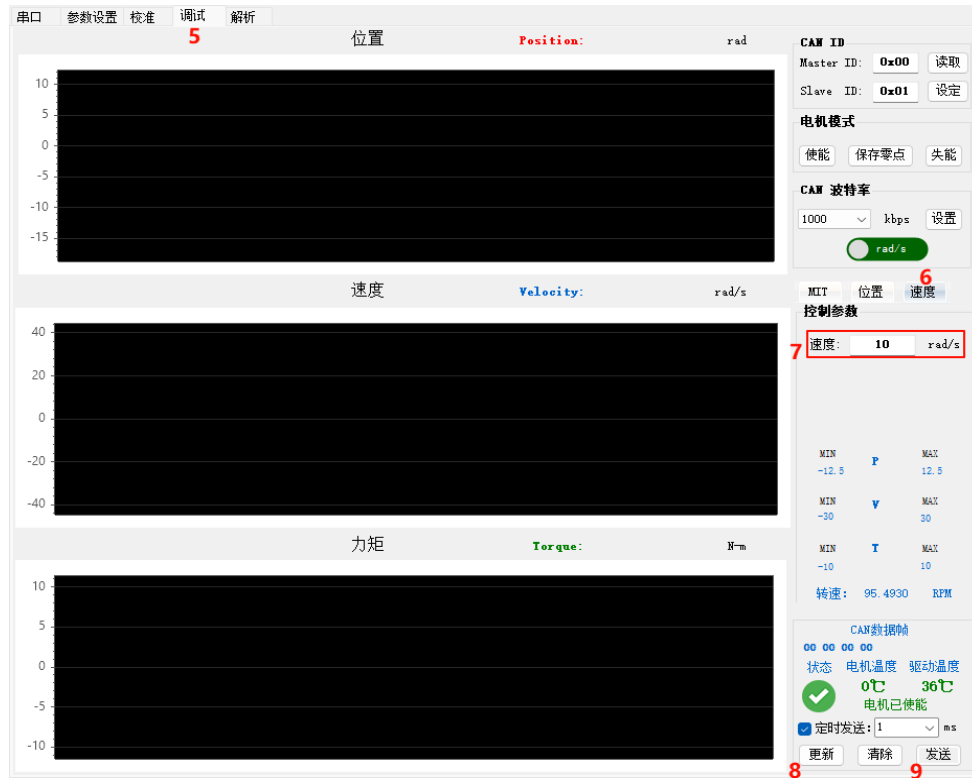 串口 参数设置 校准 调试 解析
5
位置 Position: rad
10
5
0
-5
-10
-15
速度 Velocity: rad/s
40
20
0
-20
-40
力矩 Torque: N-m
10
5
0
-5
-10
CAN ID
Master ID: 0x00 读取
Slave ID: 0x01 设定
电机模式
使能 保存零点 失能
CAN 波特率
1000 kbps 设置
rad/s
6
MIT 位置 速度
控制参数
7 速度: 10 rad/s
MIN P MAX
-12.5 12.5
MIN V MAX
-30 30
MIN T MAX
-10 10
转速: 95.4930 RPM
CAN数据帧
00 00 00 00
状态 电机温度 驱动温度
0℃ 36℃
电机已使能
定时发送: 1 ms
更新 清除 发送
8 9